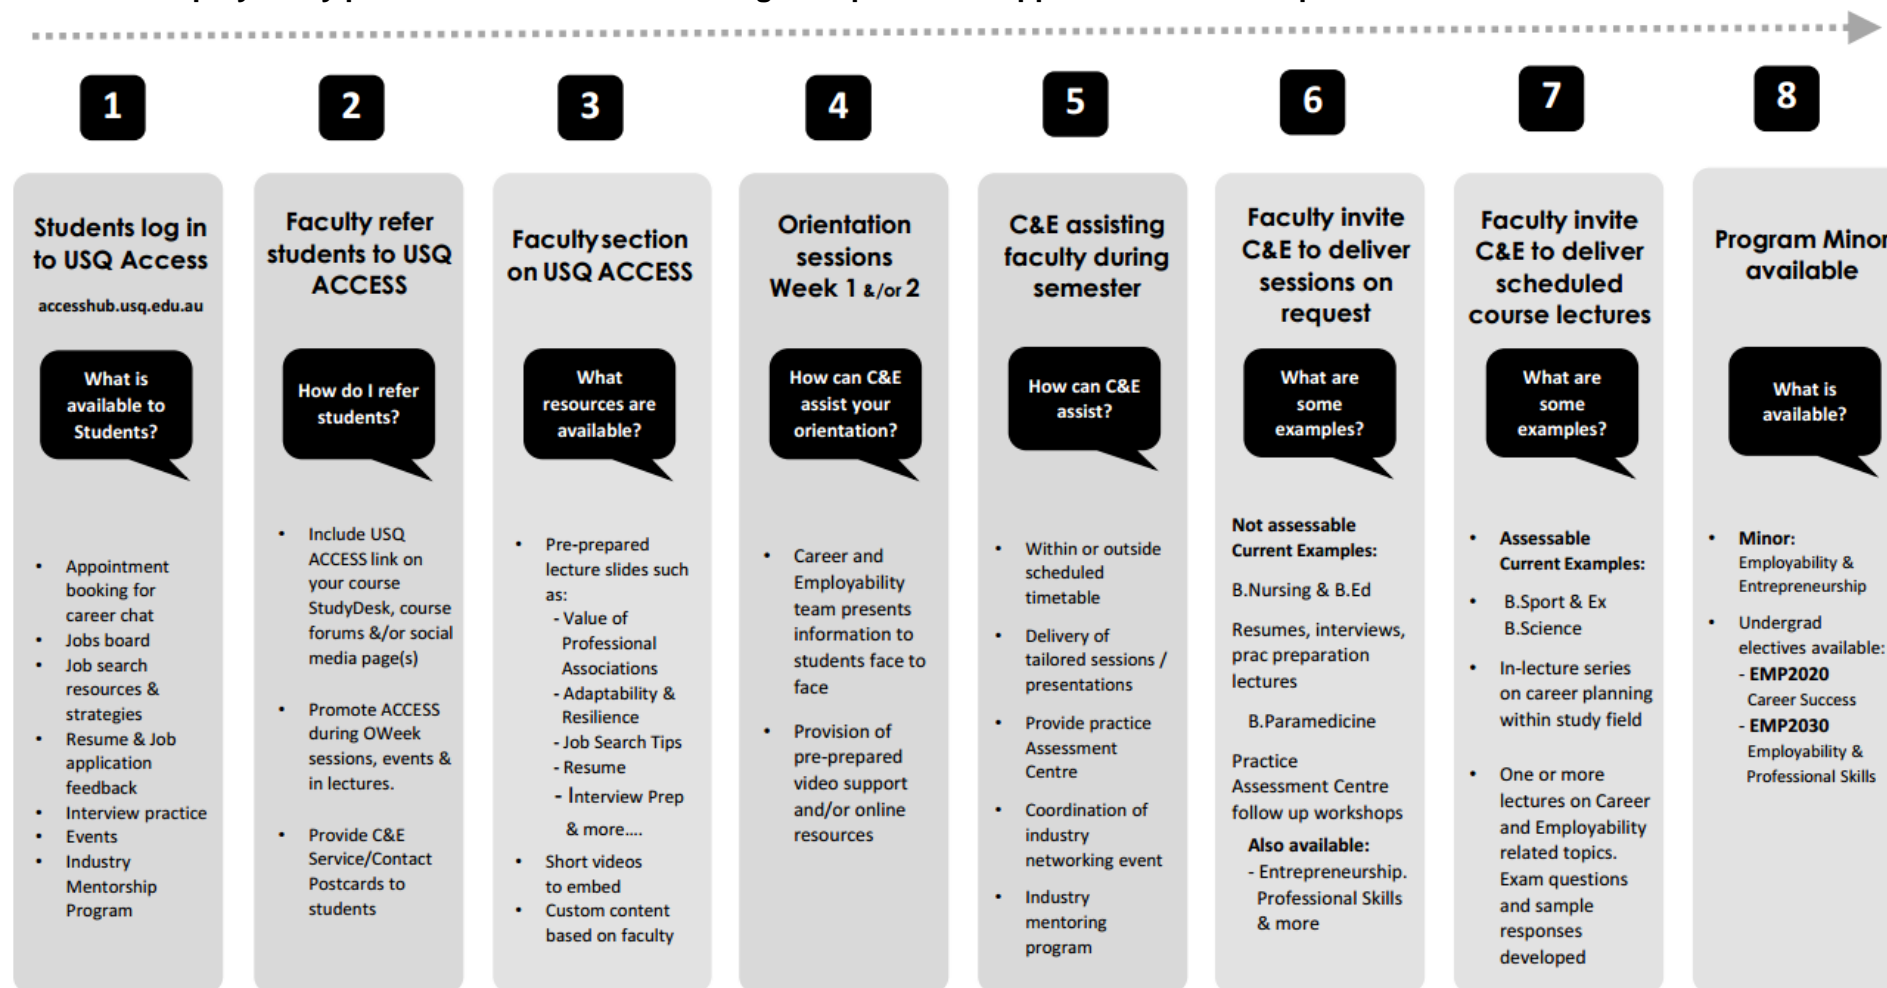 1
2
3
4
5
6
7
8
Students log in
to USQ Access
accesshub.usq.edu.au
What is
available to
Students?
• Appointment
booking for
career chat
• Jobs board
• Job search
resources &
strategies
• Resume & Job
application
feedback
• Interview practice
• Events
• Industry
Mentorship
Program
Faculty refer
students to USQ
ACCESS
How do I refer
students?
• Include USQ
ACCESS link on
your course
StudyDesk, course
forums &/or social
media page(s)
• Promote ACCESS
during OWeek
sessions, events &
in lectures.
• Provide C&E
Service/Contact
Postcards to
students
Faculty section
on USQ ACCESS
What
resources are
available?
• Pre-prepared
lecture slides such
as:
- Value of
Professional
Associations
- Adaptability &
Resilience
- Job Search Tips
- Resume
- Interview Prep
& more....
• Short videos
to embed
• Custom content
based on faculty
Orientation
sessions
Week 1 &/or 2
How can C&E
assist your
orientation?
• Career and
Employability
team presents
information to
students face to
face
• Provision of
pre-prepared
video support
and/or online
resources
C&E assisting
faculty during
semester
How can C&E
assist?
• Within or outside
scheduled
timetable
• Delivery of
tailored sessions /
presentations
• Provide practice
Assessment
Centre
• Coordination of
industry
networking event
• Industry
mentoring
program
Faculty invite
C&E to deliver
sessions on
request
What are
some
examples?
Not assessable
Current Examples:
B.Nursing & B.Ed
Resumes, interviews,
prac preparation
lectures
B.Paramedicine
Practice
Assessment Centre
follow up workshops
Also available:
- Entrepreneurship.
Professional Skills
& more
Faculty invite
C&E to deliver
scheduled
course lectures
What are
some
examples?
• Assessable
Current Examples:
• B.Sport & Ex
B.Science
• In-lecture series
on career planning
within study field
• One or more
lectures on Career
and Employability
related topics.
Exam questions
and sample
responses
developed
Program Minor
available
What is
available?
• Minor:
Employability &
Entrepreneurship
• Undergrad
electives available:
- EMP2020
Career Success
- EMP2030
Employability &
Professional Skills